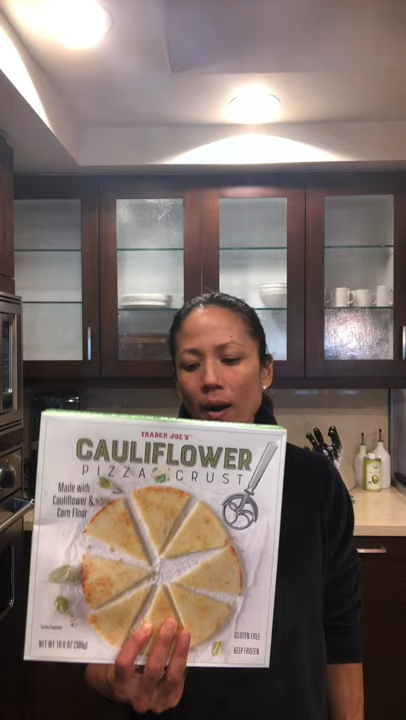 TRADER JOE'S
CAULIFLOWER
PIZZA CRUST
Made with
Cauliflower &
Corn Flour
GLUTEN FREE
KEEP FROZEN
NET WT 10.6 OZ (300g)